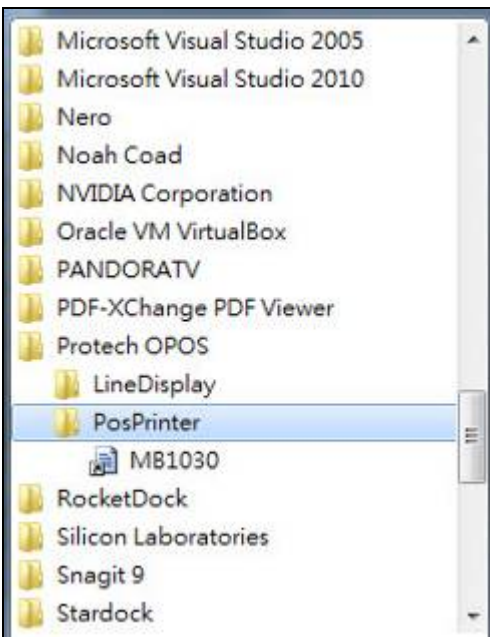 Microsoft Visual Studio 2005
Microsoft Visual Studio 2010
Nero
Noah Coad
NVIDIA Corporation
Oracle VM VirtualBox
PANDORATV
PDF-XChange PDF Viewer
Protech OPOS
LineDisplay
PosPrinter
MB1030
RocketDock
Silicon Laboratories
Snagit 9
Stardock